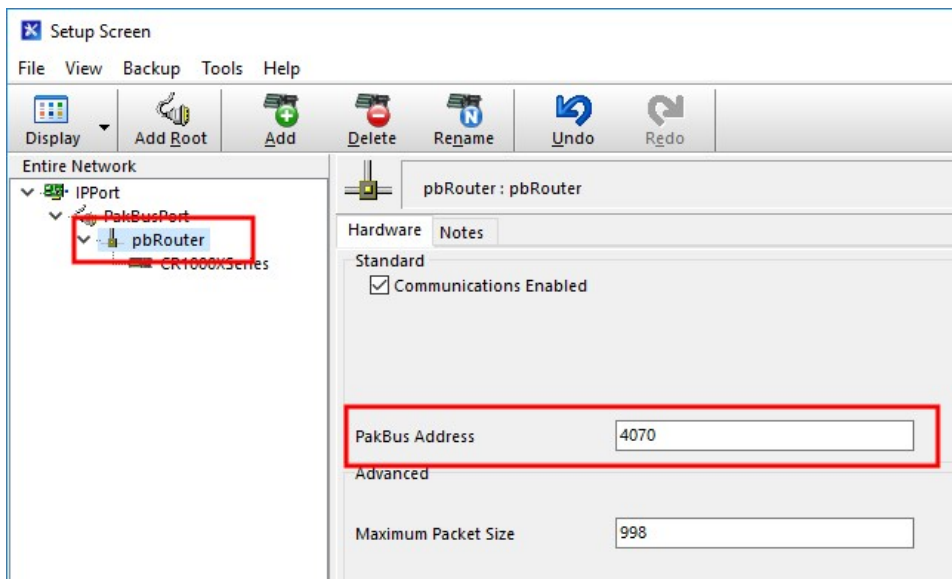 Setup Screen
File View Backup Tools Help
Display Add Root Add Delete Rename Undo Redo
Entire Network
IPPort
PakBusPort
pbRouter
CR1000XSeries
pbRouter : pbRouter
Hardware Notes
Standard
Communications Enabled
PakBus Address 4070
Advanced
Maximum Packet Size 998